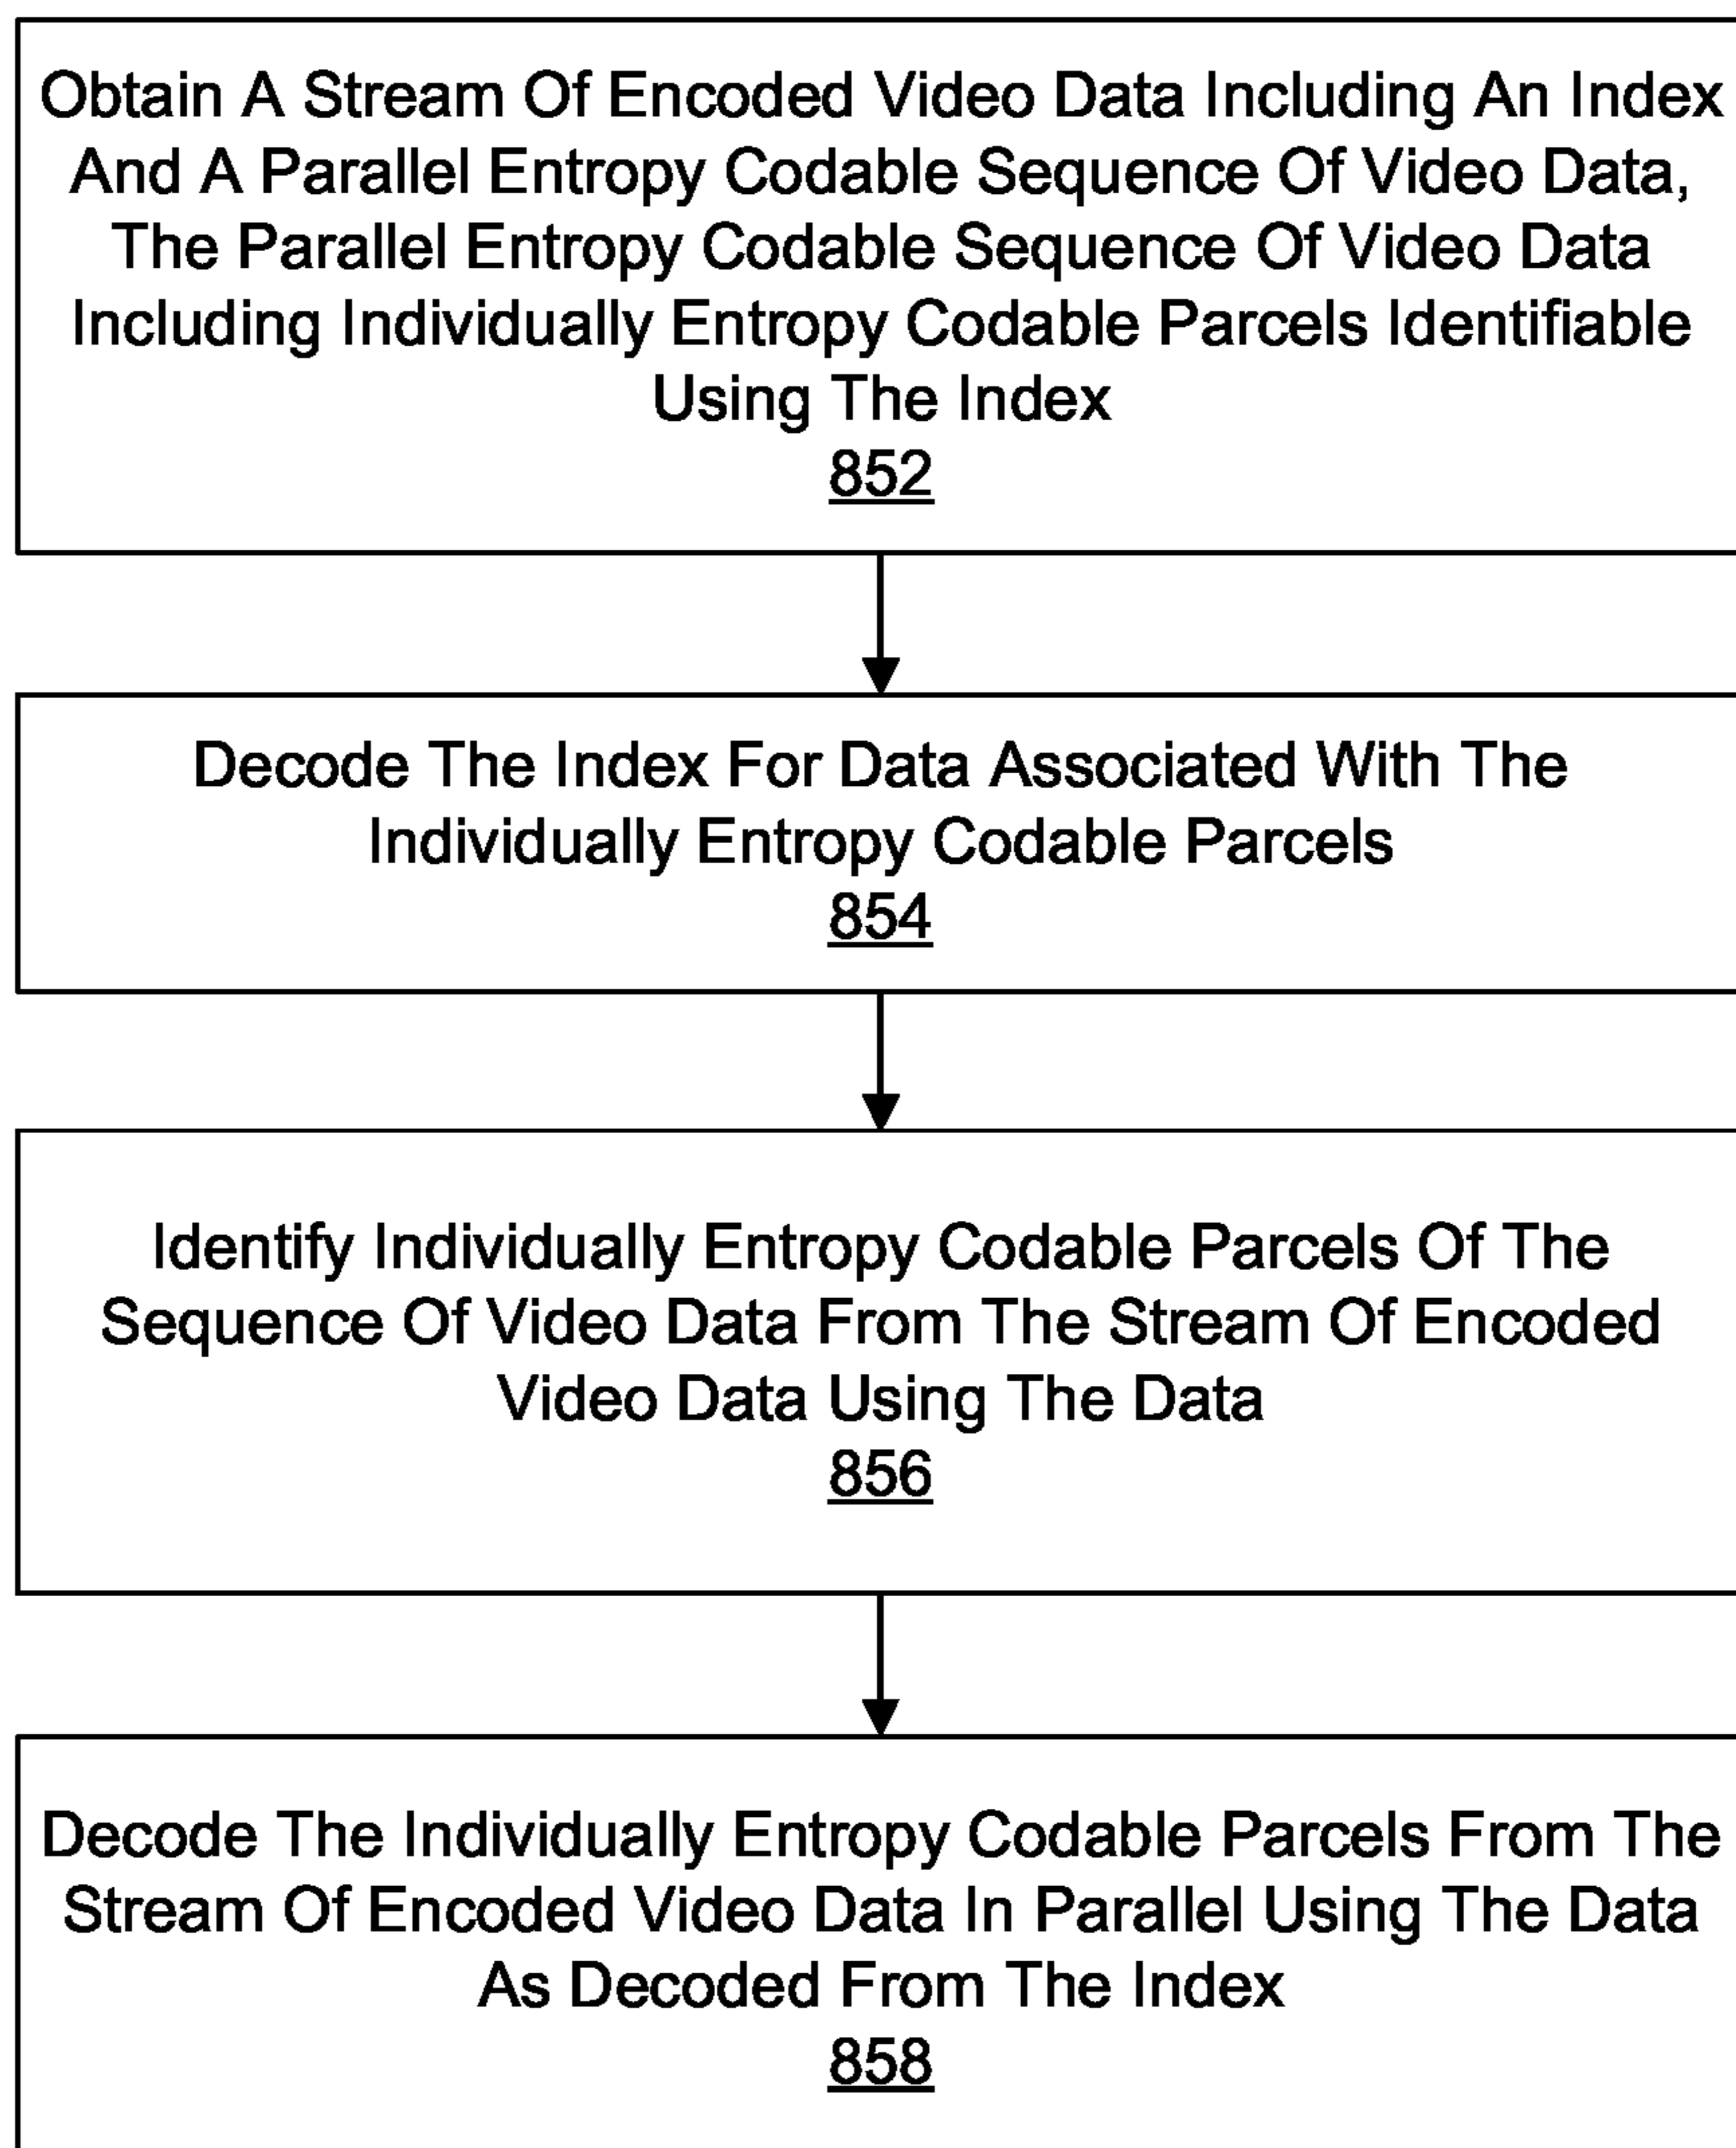 Obtain A Stream Of Encoded Video Data Including An Index
And A Parallel Entropy Codable Sequence Of Video Data,
The Parallel Entropy Codable Sequence Of Video Data
Including Individually Entropy Codable Parcels Identifiable
Using The Index
852
Decode The Index For Data Associated With The
Individually Entropy Codable Parcels
854
Identify Individually Entropy Codable Parcels Of The
Sequence Of Video Data From The Stream Of Encoded
Video Data Using The Data
856
Decode The Individually Entropy Codable Parcels From The
Stream Of Encoded Video Data In Parallel Using The Data
As Decoded From The Index
858